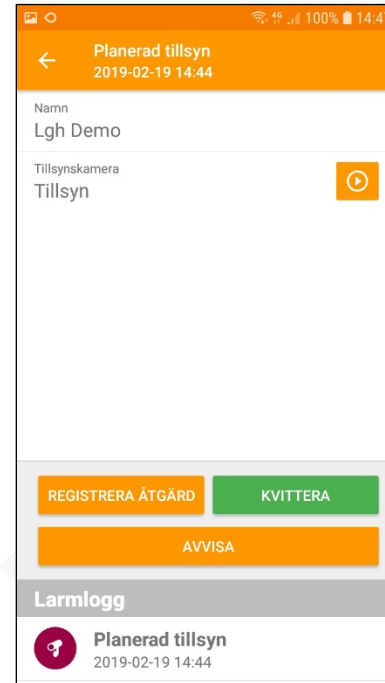 4G 100% 14:4
Planerad tillsyn
2019-02-19 14:44
Namn
Lgh Demo
Tillsynskamera
Tillsyn
REGISTRERA ÅTGÄRD KVITTERA
AVVISA
Larmlogg
Planerad tillsyn
2019-02-19 14:44